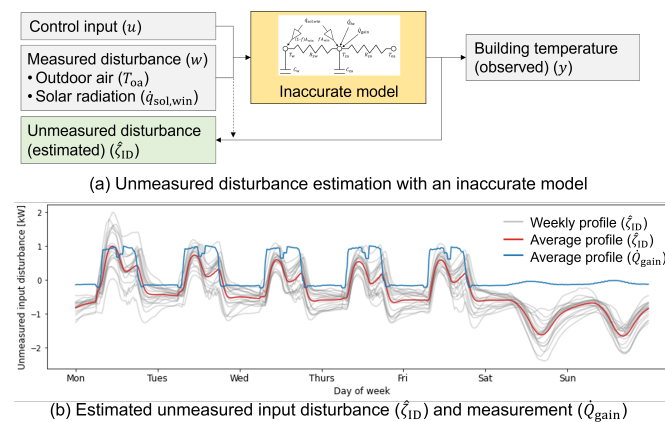 Control input (u)
Measured disturbance (w)
• Outdoor air (T_oa)
• Solar radiation (q̇_sol,win)
Unmeasured disturbance
(estimated) (ζ̂_ID)
Inaccurate model
Building temperature
(observed) (y)
(a) Unmeasured disturbance estimation with an inaccurate model
Unmeasured input disturbance [kW]
2
1
0
−1
−2
Weekly profile (ζ̂_ID)
Average profile (ζ̂_ID)
Average profile (Q̇_gain)
Mon Tues Wed Thurs Fri Sat Sun
Day of week
(b) Estimated unmeasured input disturbance (ζ̂_ID) and measurement (Q̇_gain)